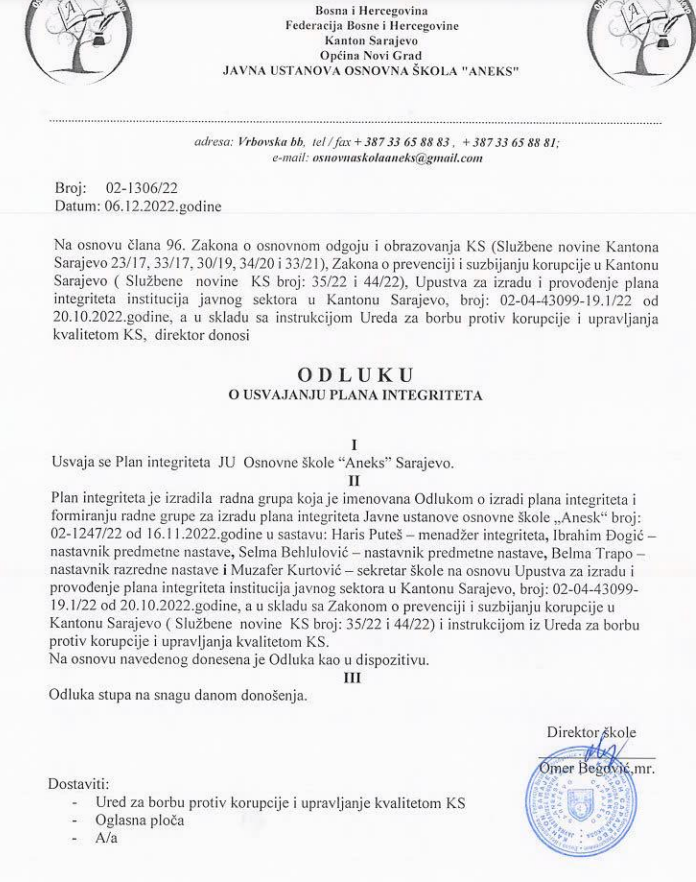 Bosna i Hercegovina
Federacija Bosne i Hercegovine
Kanton Sarajevo
Općina Novi Grad
JAVNA USTANOVA OSNOVNA ŠKOLA "ANEKS"
adresa: Vrbovska bb, tel / fax + 387 33 65 88 83 , + 387 33 65 88 81;
e-mail: osnovnaskolaaneks@gmail.com
Broj: 02-1306/22
Datum: 06.12.2022.godine
Na osnovu člana 96. Zakona o osnovnom odgoju i obrazovanja KS (Službene novine Kantona
Sarajevo 23/17, 33/17, 30/19, 34/20 i 33/21), Zakona o prevenciji i suzbijanju korupcije u Kantonu
Sarajevo ( Službene novine KS broj: 35/22 i 44/22), Upustva za izradu i provođenje plana
integriteta institucija javnog sektora u Kantonu Sarajevo, broj: 02-04-43099-19.1/22 od
20.10.2022.godine, a u skladu sa instrukcijom Ureda za borbu protiv korupcije i upravljanja
kvalitetom KS, direktor donosi
O D L U K U
O USVAJANJU PLANA INTEGRITETA
I
Usvaja se Plan integriteta JU Osnovne škole “Aneks” Sarajevo.
II
Plan integriteta je izradila radna grupa koja je imenovana Odlukom o izradi plana integriteta i
formiranju radne grupe za izradu plana integriteta Javne ustanove osnovne škole „Anesk“ broj:
02-1247/22 od 16.11.2022.godine u sastavu: Haris Puteš – menadžer integriteta, Ibrahim Đogić –
nastavnik predmetne nastave, Selma Behlulović – nastavnik predmetne nastave, Belma Trapo –
nastavnik razredne nastave i Muzafer Kurtović – sekretar škole na osnovu Upustva za izradu i
provođenje plana integriteta institucija javnog sektora u Kantonu Sarajevo, broj: 02-04-43099-
19.1/22 od 20.10.2022.godine, a u skladu sa Zakonom o prevenciji i suzbijanju korupcije u
Kantonu Sarajevo ( Službene novine KS broj: 35/22 i 44/22) i instrukcijom iz Ureda za borbu
protiv korupcije i upravljanja kvalitetom KS.
Na osnovu navedenog donesena je Odluka kao u dispozitivu.
III
Odluka stupa na snagu danom donošenja.
Direktor škole
Omer Begović,mr.
Dostaviti:
- Ured za borbu protiv korupcije i upravljanje kvalitetom KS
- Oglasna ploča
- A/a